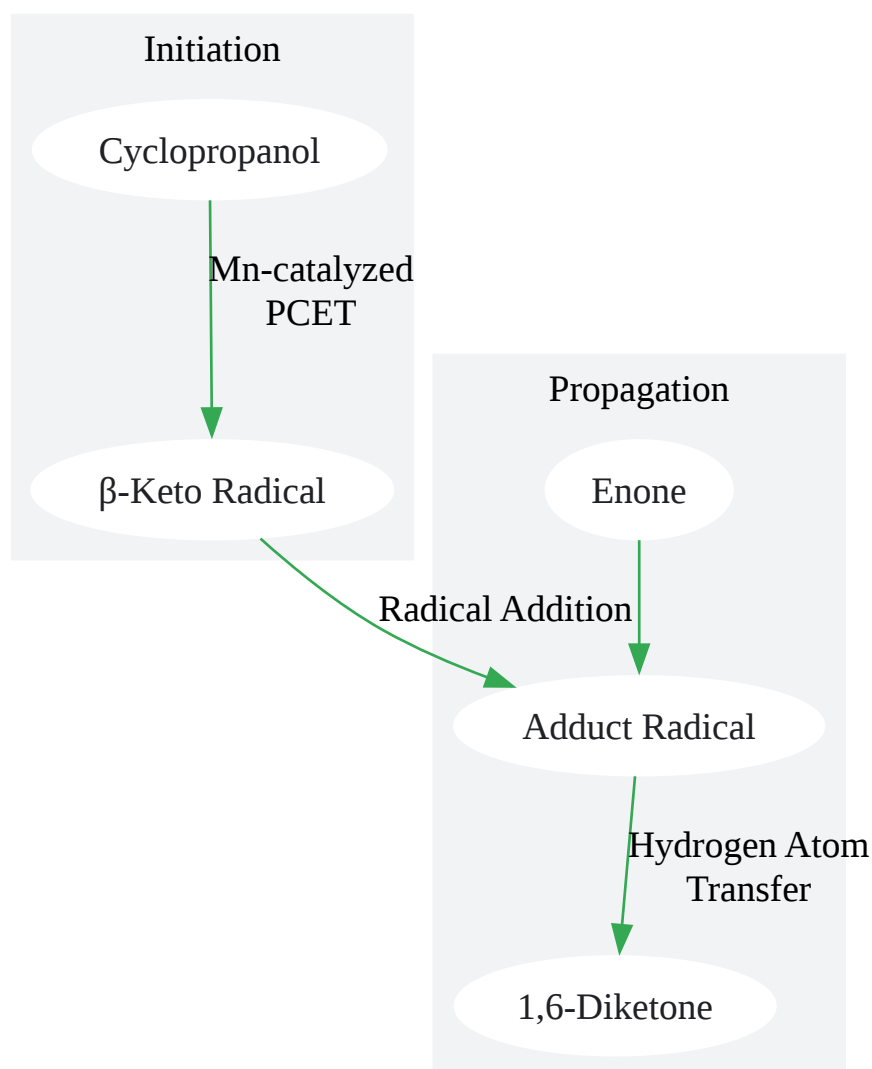 Initiation
Cyclopropanol
Mn-catalyzed
PCET
β-Keto Radical
Propagation
Enone
Radical Addition
Adduct Radical
Hydrogen Atom
Transfer
1,6-Diketone